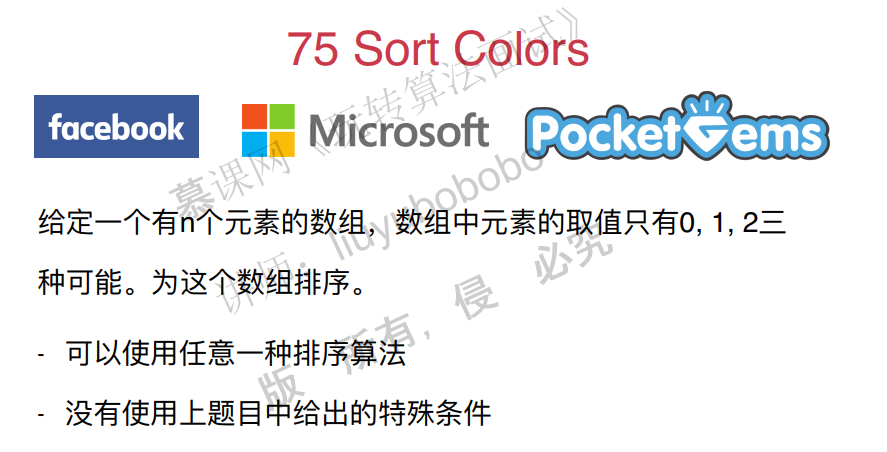 75 Sort Colors
facebook
Microsoft
PocketGems
给定一个有n个元素的数组，数组中元素的取值只有0, 1, 2三
种可能。为这个数组排序。
- 可以使用任意一种排序算法
- 没有使用上题目中给出的特殊条件
慕课网《玩转算法面试》
讲师：liuyubobobo
版 所有，侵 必究